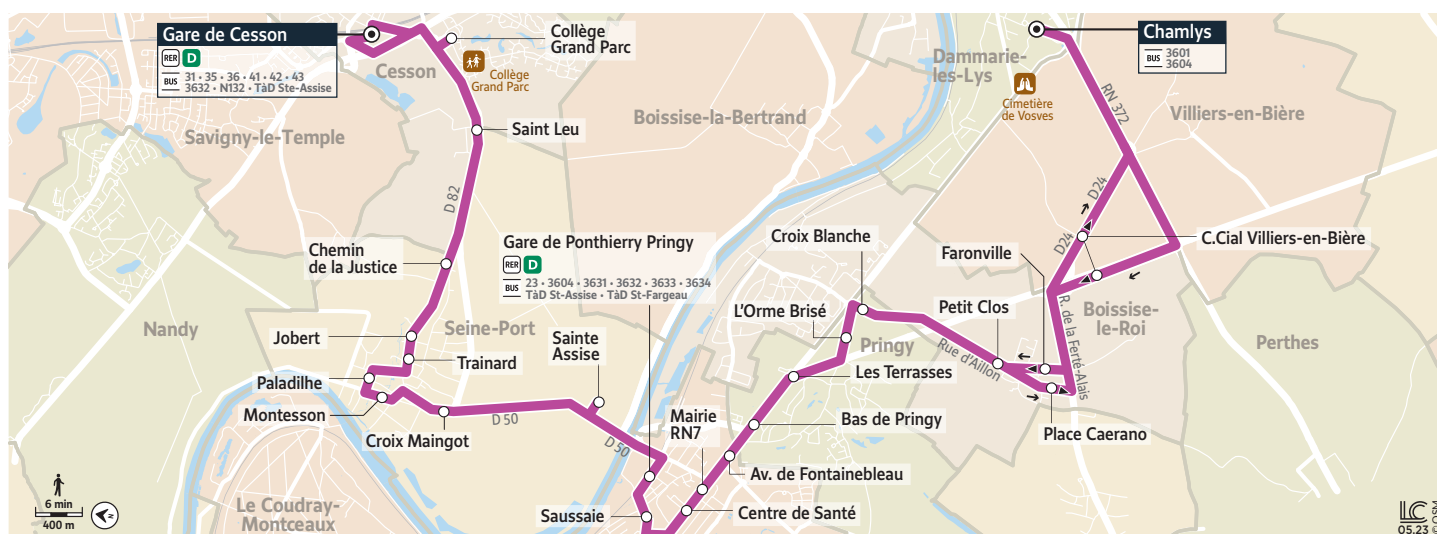 Gare de Cesson
RER D
BUS 31 • 35 • 36 • 41 • 42 • 43
3632 • N132 • TàD Ste-Assise
Collège
Grand Parc
Cesson
Collège
Grand Parc
Savigny-le-Temple
Saint Leu
Boissise-la-Bertrand
Dammarie-
les-Lys
Cimetière
de Vosves
Chamlys
BUS 3601
3604
RN 372
Villiers-en-Bière
D 82
D24
D24
C.Cial Villiers-en-Bière
Chemin
de la Justice
Gare de Ponthierry Pringy
RER D
BUS 23 • 3604 • 3631 • 3632 • 3633 • 3634
TàD St-Assise • TàD St-Fargeau
Croix Blanche
Faronville
Nandy
Jobert
Seine-Port
Sainte
Assise
L'Orme Brisé
Petit Clos
Boissise-
le-Roi
R. de la Ferté-Alais
Perthes
Trainard
Pringy
Rue d'Aillon
Paladilhe
Les Terrasses
Montesson
Croix Maingot
D 50
D 50
Mairie
RN7
Bas de Pringy
Place Caerano
Av. de Fontainebleau
6 min
400 m
N
Le Coudray-
Montceaux
Saussaie
Centre de Santé
LC
05.23 © OSM